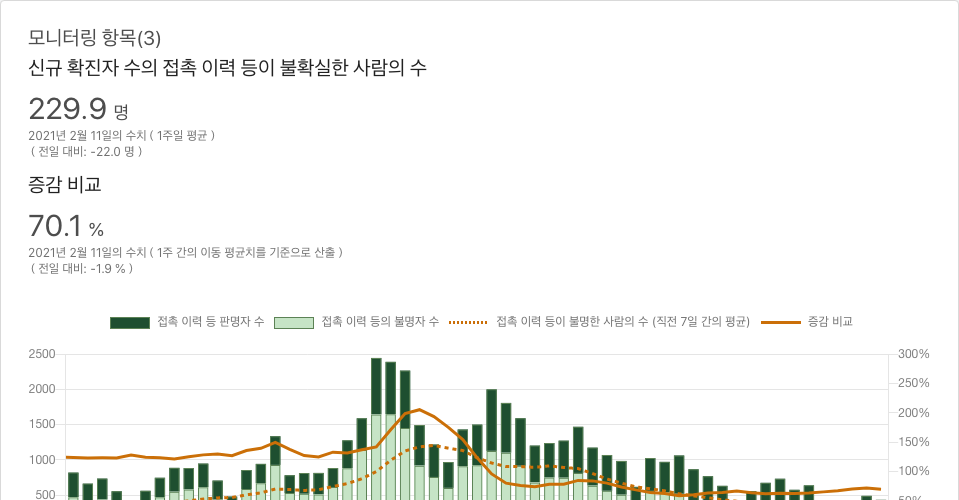 모니터링 항목(3)
신규 확진자 수의 접촉 이력 등이 불확실한 사람의 수
229.9 명
2021년 2월 11일의 수치 ( 1주일 평균 )
( 전일 대비: -22.0 명 )
증감 비교
70.1 %
2021년 2월 11일의 수치 ( 1주 간의 이동 평균치를 기준으로 산출 )
( 전일 대비: -1.9 % )
접촉 이력 등 판명자 수 접촉 이력 등의 불명자 수 접촉 이력 등이 불명한 사람의 수 (직전 7일 간의 평균) 증감 비교
2500 300%
250%
2000
200%
1500
150%
1000
100%
500
50%